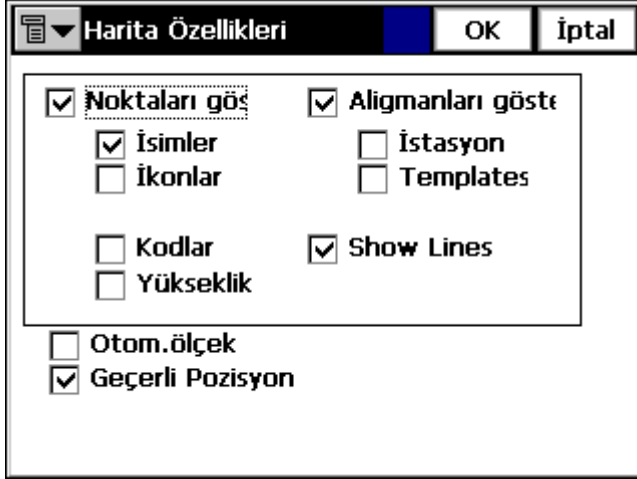 Harita Özellikleri OK İptal
Noktaları gös Aligmanları göste
İsimler İstasyon
İkonlar Templates
Kodlar Show Lines
Yükseklik
Otom.ölçek
Geçerli Pozisyon